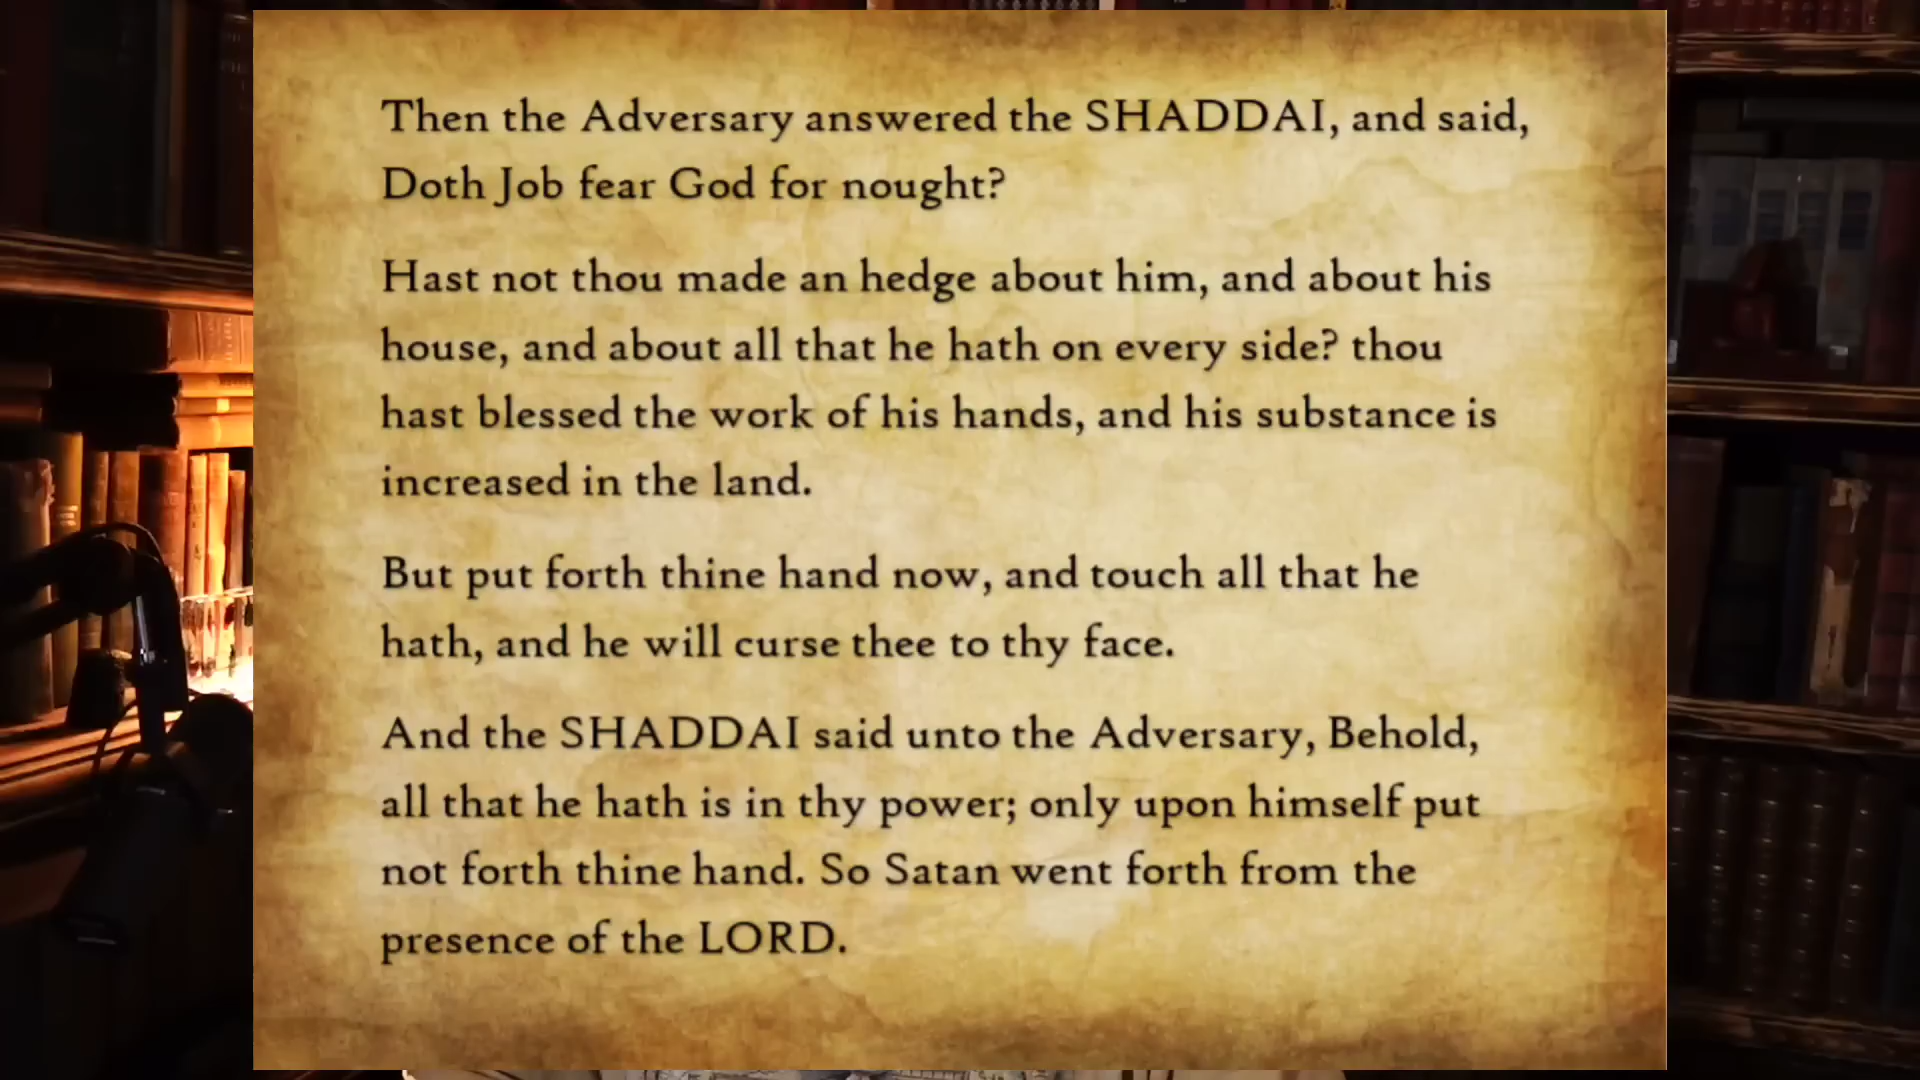 Then the Adversary answered the SHADDAI, and said,
Doth Job fear God for nought?
Hast not thou made an hedge about him, and about his
house, and about all that he hath on every side? thou
hast blessed the work of his hands, and his substance is
increased in the land.
But put forth thine hand now, and touch all that he
hath, and he will curse thee to thy face.
And the SHADDAI said unto the Adversary, Behold,
all that he hath is in thy power; only upon himself put
not forth thine hand. So Satan went forth from the
presence of the LORD.